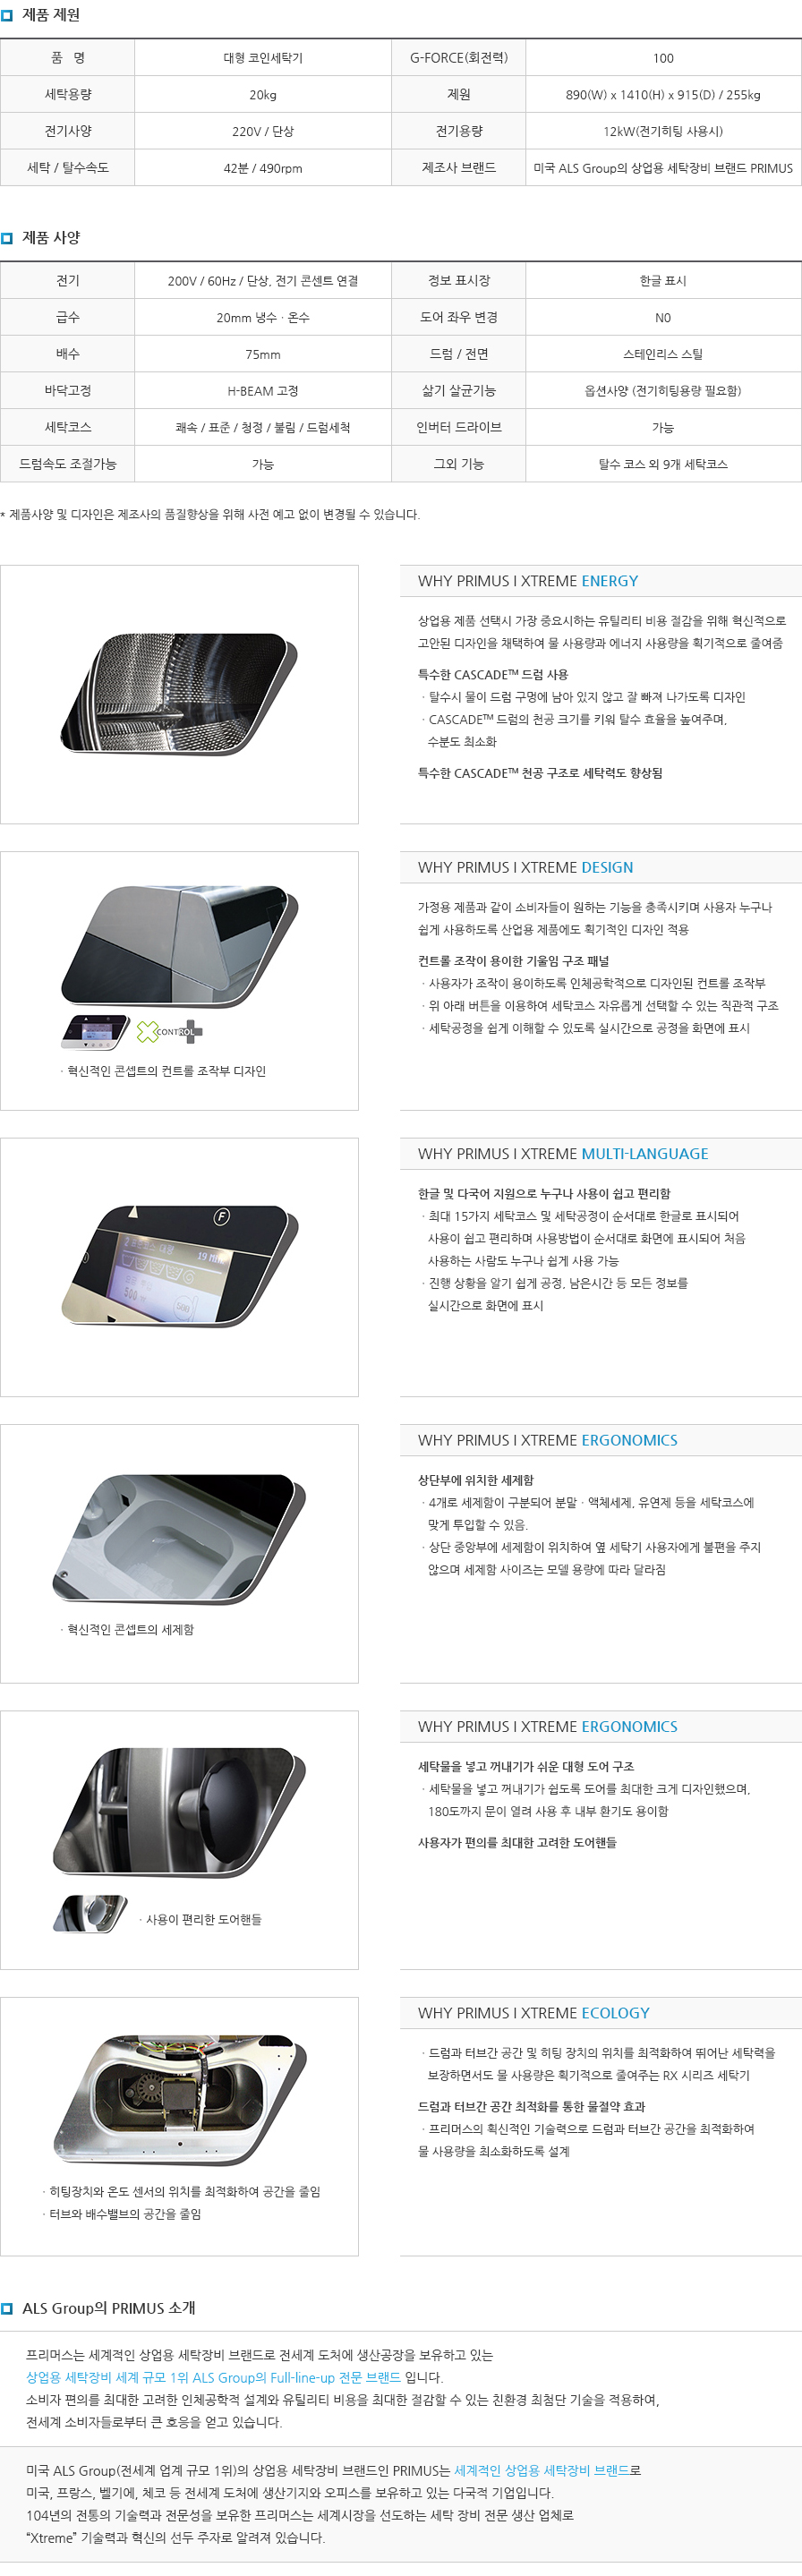 제품 제원
품 명 대형 코인세탁기 G-FORCE(회전력) 100
세탁용량 20kg 제원 890(W) x 1410(H) x 915(D) / 255kg
전기사양 220V / 단상 전기용량 12kW(전기히팅 사용시)
세탁 / 탈수속도 42분 / 490rpm 제조사 브랜드 미국 ALS Group의 상업용 세탁장비 브랜드 PRIMUS
제품 사양
전기 200V / 60Hz / 단상, 전기 콘센트 연결 정보 표시장 한글 표시
급수 20mm 냉수 · 온수 도어 좌우 변경 N0
배수 75mm 드럼 / 전면 스테인리스 스틸
바닥고정 H-BEAM 고정 삶기 살균기능 옵션사양 (전기히팅용량 필요함)
세탁코스 쾌속 / 표준 / 청정 / 불림 / 드럼세척 인버터 드라이브 가능
드럼속도 조절가능 가능 그외 기능 탈수 코스 외 9개 세탁코스
* 제품사양 및 디자인은 제조사의 품질향상을 위해 사전 예고 없이 변경될 수 있습니다.
WHY PRIMUS I XTREME ENERGY
상업용 제품 선택시 가장 중요시하는 유틸리티 비용 절감을 위해 혁신적으로
고안된 디자인을 채택하여 물 사용량과 에너지 사용량을 획기적으로 줄여줌
특수한 CASCADE™ 드럼 사용
· 탈수시 물이 드럼 구멍에 남아 있지 않고 잘 빠져 나가도록 디자인
· CASCADE™ 드럼의 천공 크기를 키워 탈수 효율을 높여주며,
수분도 최소화
특수한 CASCADE™ 천공 구조로 세탁력도 향상됨
WHY PRIMUS I XTREME DESIGN
가정용 제품과 같이 소비자들이 원하는 기능을 충족시키며 사용자 누구나
쉽게 사용하도록 산업용 제품에도 획기적인 디자인 적용
컨트롤 조작이 용이한 기울임 구조 패널
· 사용자가 조작이 용이하도록 인체공학적으로 디자인된 컨트롤 조작부
· 위 아래 버튼을 이용하여 세탁코스 자유롭게 선택할 수 있는 직관적 구조
· 세탁공정을 쉽게 이해할 수 있도록 실시간으로 공정을 화면에 표시
CONTROL
· 혁신적인 콘셉트의 컨트롤 조작부 디자인
WHY PRIMUS I XTREME MULTI-LANGUAGE
한글 및 다국어 지원으로 누구나 사용이 쉽고 편리함
· 최대 15가지 세탁코스 및 세탁공정이 순서대로 한글로 표시되어
사용이 쉽고 편리하며 사용방법이 순서대로 화면에 표시되어 처음
사용하는 사람도 누구나 쉽게 사용 가능
· 진행 상황을 알기 쉽게 공정, 남은시간 등 모든 정보를
실시간으로 화면에 표시
F
19 Min
WHY PRIMUS I XTREME ERGONOMICS
상단부에 위치한 세제함
· 4개로 세제함이 구분되어 분말 · 액체세제, 유연제 등을 세탁코스에
맞게 투입할 수 있음.
· 상단 중앙부에 세제함이 위치하여 옆 세탁기 사용자에게 불편을 주지
않으며 세제함 사이즈는 모델 용량에 따라 달라짐
· 혁신적인 콘셉트의 세제함
WHY PRIMUS I XTREME ERGONOMICS
세탁물을 넣고 꺼내기가 쉬운 대형 도어 구조
· 세탁물을 넣고 꺼내기가 쉽도록 도어를 최대한 크게 디자인했으며,
180도까지 문이 열려 사용 후 내부 환기도 용이함
사용자가 편의를 최대한 고려한 도어핸들
· 사용이 편리한 도어핸들
WHY PRIMUS I XTREME ECOLOGY
· 드럼과 터브간 공간 및 히팅 장치의 위치를 최적화하여 뛰어난 세탁력을
보장하면서도 물 사용량은 획기적으로 줄여주는 RX 시리즈 세탁기
드럼과 터브간 공간 최적화를 통한 물절약 효과
· 프리머스의 획신적인 기술력으로 드럼과 터브간 공간을 최적화하여
물 사용량을 최소화하도록 설계
· 히팅장치와 온도 센서의 위치를 최적화하여 공간을 줄임
· 터브와 배수밸브의 공간을 줄임
ALS Group의 PRIMUS 소개
프리머스는 세계적인 상업용 세탁장비 브랜드로 전세계 도처에 생산공장을 보유하고 있는
상업용 세탁장비 세계 규모 1위 ALS Group의 Full-line-up 전문 브랜드 입니다.
소비자 편의를 최대한 고려한 인체공학적 설계와 유틸리티 비용을 최대한 절감할 수 있는 친환경 최첨단 기술을 적용하여,
전세계 소비자들로부터 큰 호응을 얻고 있습니다.
미국 ALS Group(전세계 업계 규모 1위)의 상업용 세탁장비 브랜드인 PRIMUS는 세계적인 상업용 세탁장비 브랜드로
미국, 프랑스, 벨기에, 체코 등 전세계 도처에 생산기지와 오피스를 보유하고 있는 다국적 기업입니다.
104년의 전통의 기술력과 전문성을 보유한 프리머스는 세계시장을 선도하는 세탁 장비 전문 생산 업체로
“Xtreme” 기술력과 혁신의 선두 주자로 알려져 있습니다.